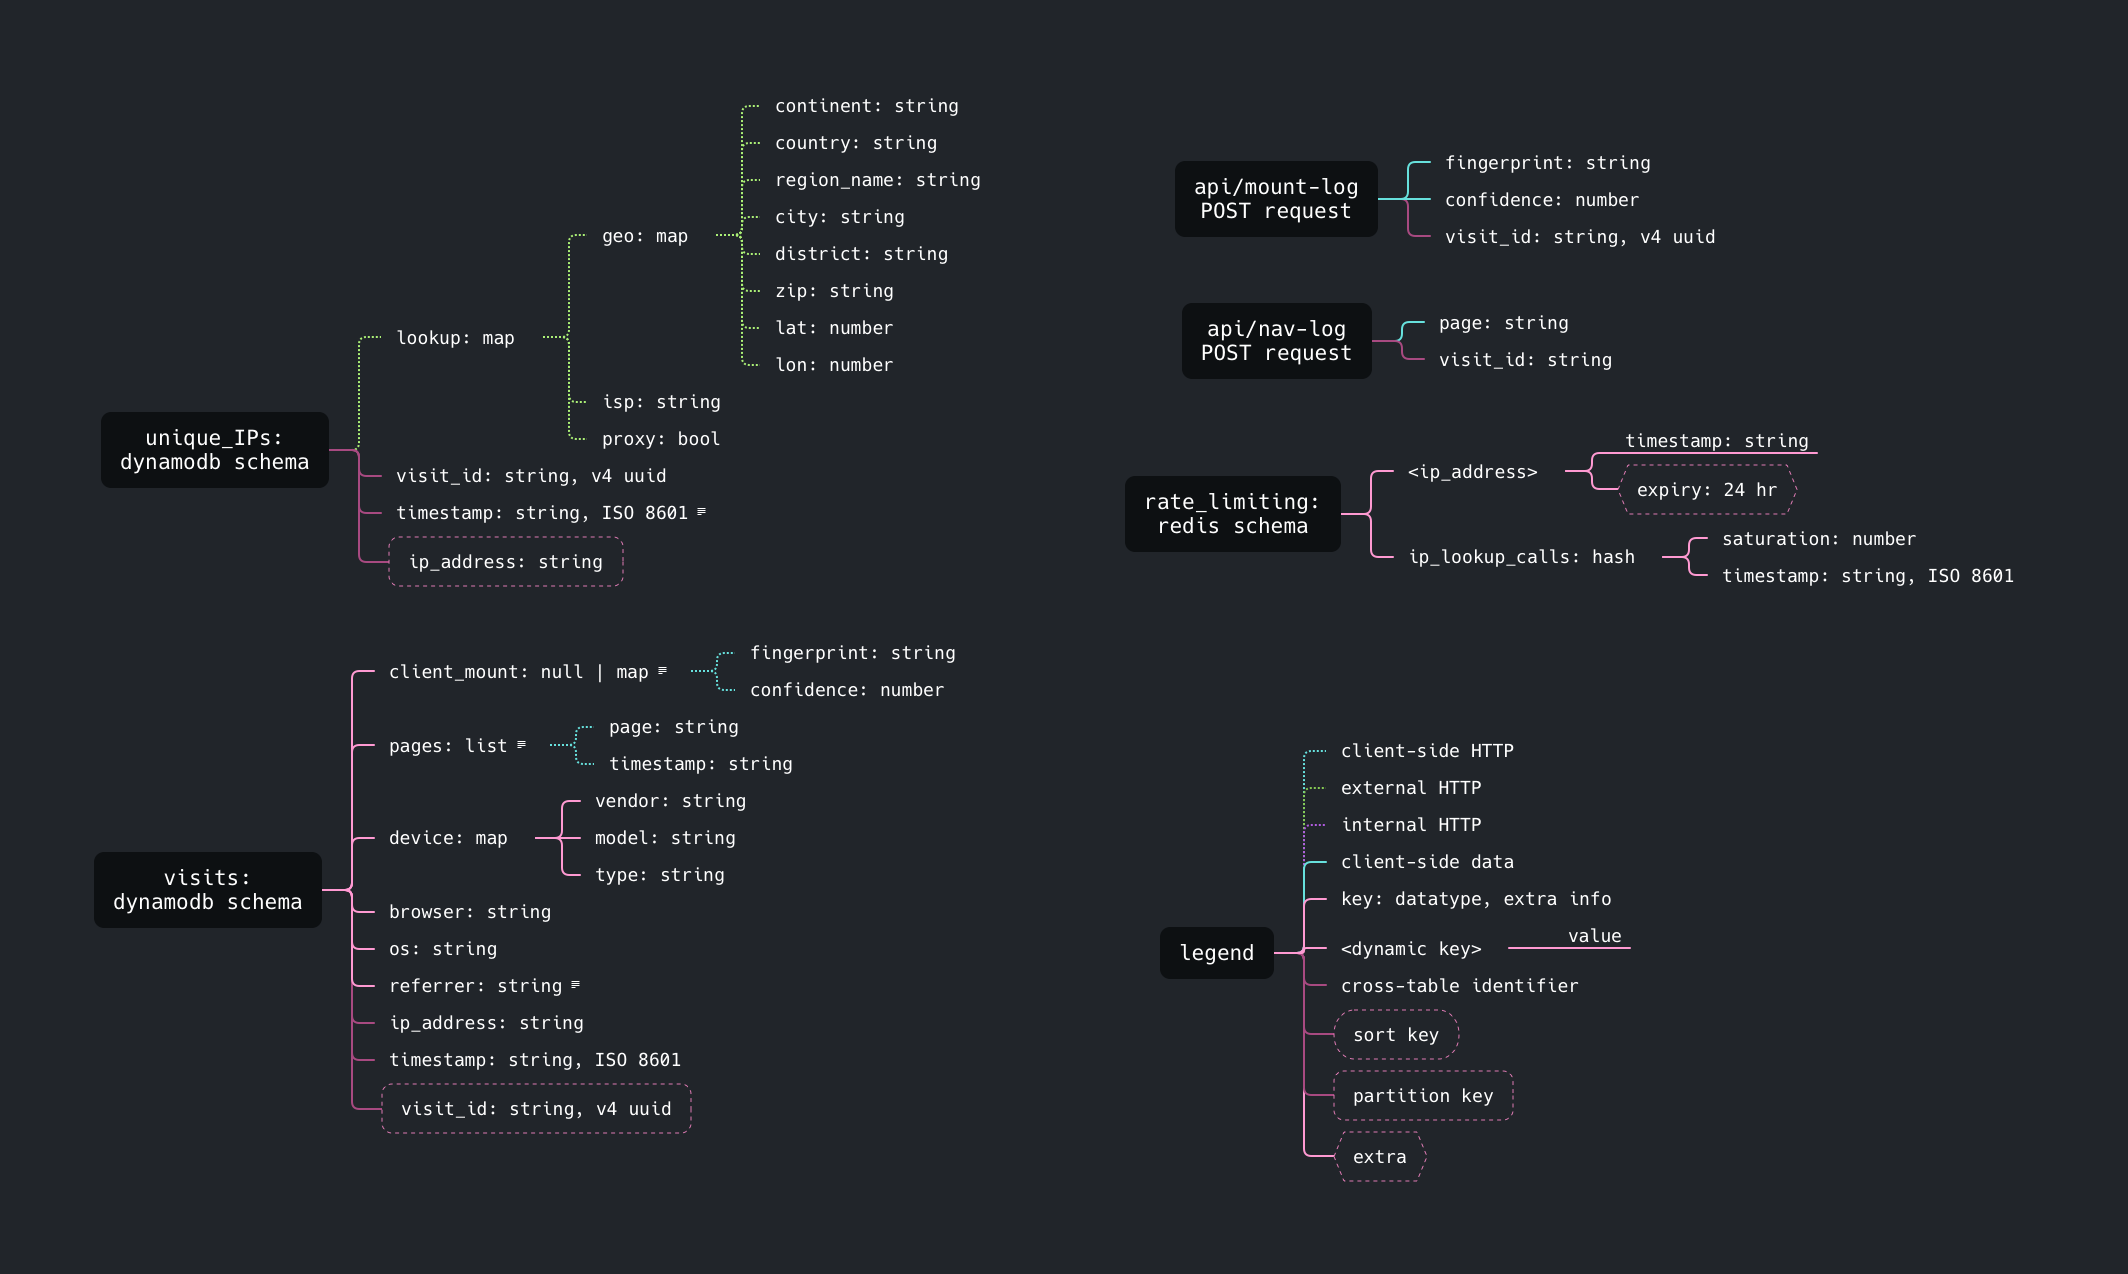 continent: string
country: string
region_name: string
city: string
geo: map
district: string
zip: string
lat: number
lookup: map
lon: number
isp: string
proxy: bool
unique_IPs:
dynamodb schema
visit_id: string, v4 uuid
timestamp: string, ISO 8601
ip_address: string
client_mount: null | map
fingerprint: string
confidence: number
pages: list
page: string
timestamp: string
device: map
vendor: string
model: string
type: string
visits:
dynamodb schema
browser: string
os: string
referrer: string
ip_address: string
timestamp: string, ISO 8601
visit_id: string, v4 uuid
api/mount-log
POST request
fingerprint: string
confidence: number
visit_id: string, v4 uuid
api/nav-log
POST request
page: string
visit_id: string
rate_limiting:
redis schema
<ip_address>
timestamp: string
expiry: 24 hr
ip_lookup_calls: hash
saturation: number
timestamp: string, ISO 8601
legend
client-side HTTP
external HTTP
internal HTTP
client-side data
key: datatype, extra info
<dynamic key>
value
cross-table identifier
sort key
partition key
extra